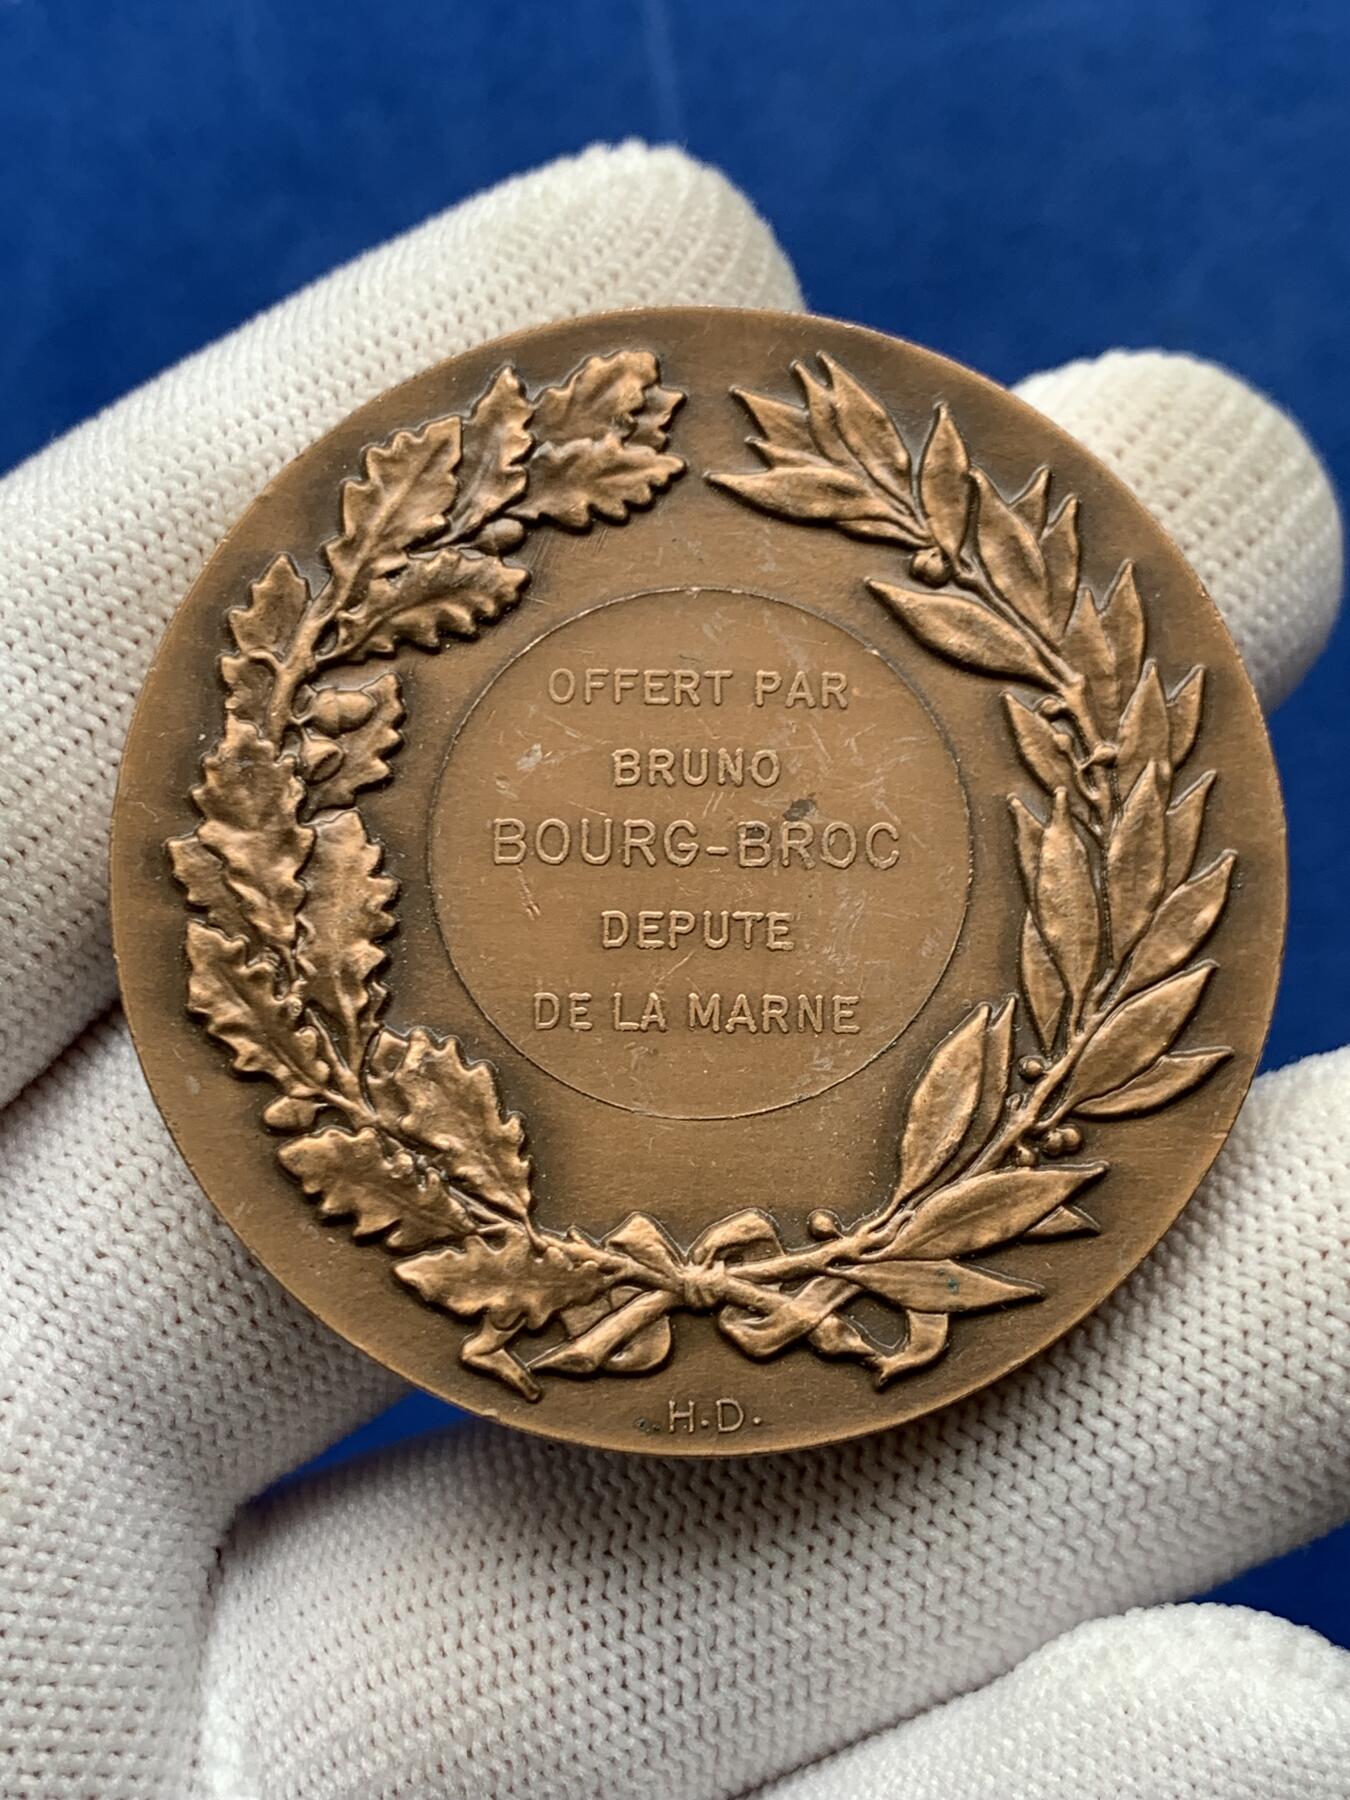 OFFERT PAR
BRUNO
BOURG-BROC
DEPUTE
DE LA MARNE
.H.D.